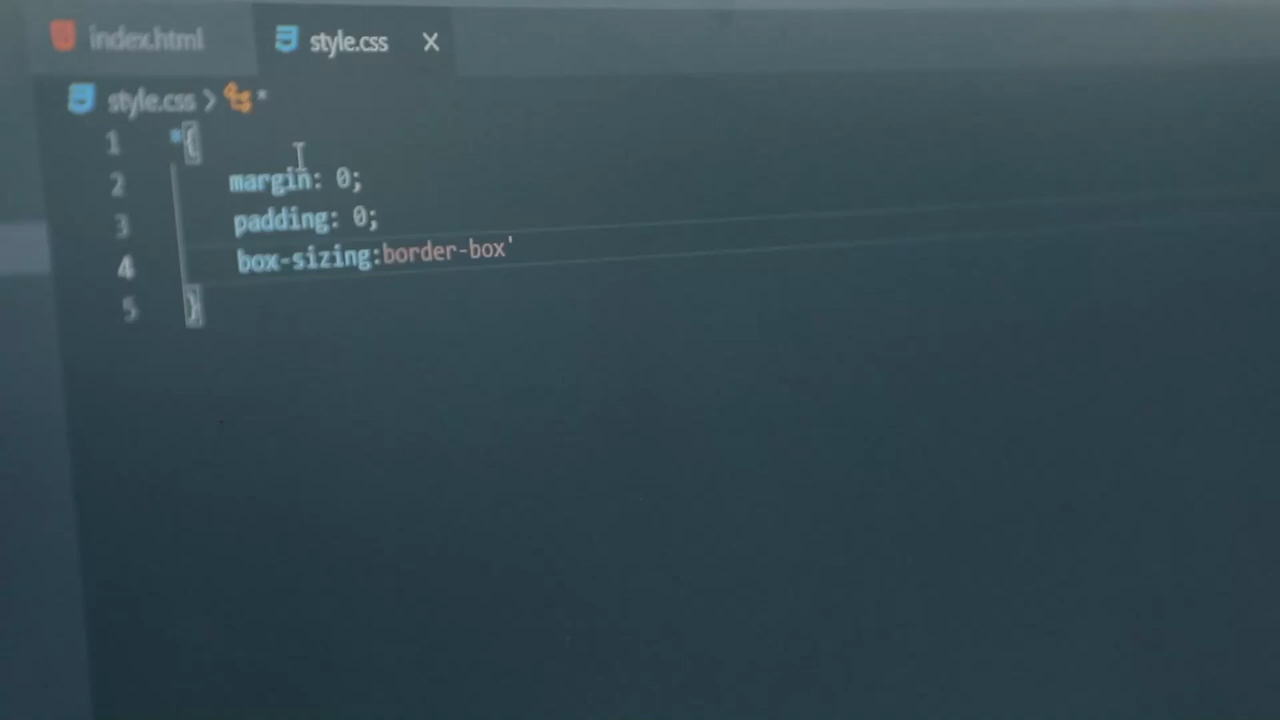 index.html style.css X
style.css > *
1 *{
2 margin: 0;
3 padding: 0;
4 box-sizing:border-box'
5 }